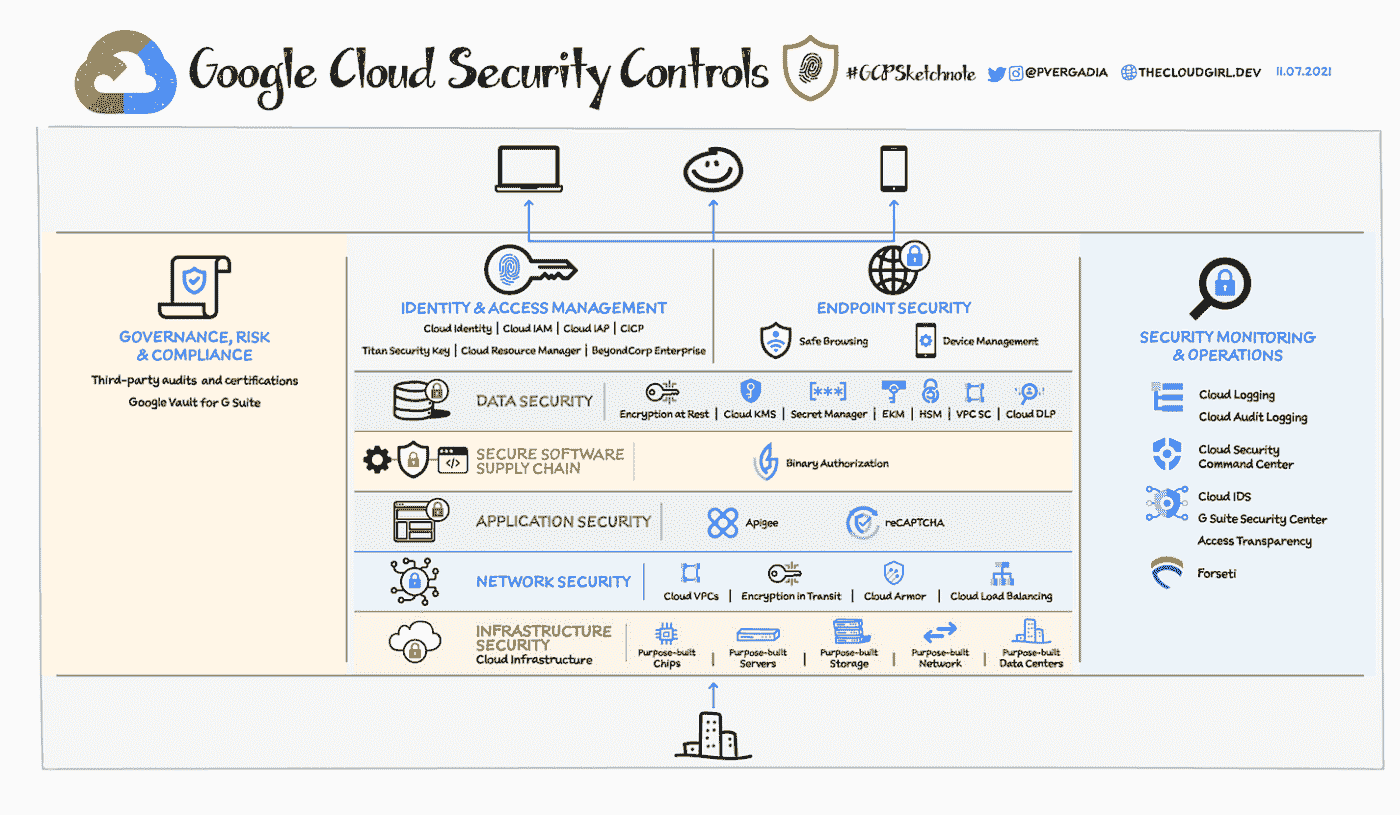 Google Cloud Security Controls
#GCPSketchnote
@PVERGADIA
THECLOUDGIRL.DEV
11.07.2021
GOVERNANCE, RISK
& COMPLIANCE
Third-party audits and certifications
Google Vault for G Suite
IDENTITY & ACCESS MANAGEMENT
Cloud Identity | Cloud IAM | Cloud IAP | CICP
Titan Security Key | Cloud Resource Manager | BeyondCorp Enterprise
ENDPOINT SECURITY
Safe Browsing
Device Management
DATA SECURITY
[***]
Encryption at Rest | Cloud KMS | Secret Manager | EKM | HSM | VPC SC | Cloud DLP
SECURE SOFTWARE
SUPPLY CHAIN
</>
Binary Authorization
APPLICATION SECURITY
Apigee
reCAPTCHA
NETWORK SECURITY
Cloud VPCs | Encryption in Transit | Cloud Armor | Cloud Load Balancing
INFRASTRUCTURE
SECURITY
Cloud Infrastructure
Purpose-built
Chips
Purpose-built
Servers
Purpose-built
Storage
Purpose-built
Network
Purpose-built
Data Centers
SECURITY MONITORING
& OPERATIONS
Cloud Logging
Cloud Audit Logging
Cloud Security
Command Center
Cloud IDS
G Suite Security Center
Access Transparency
Forseti